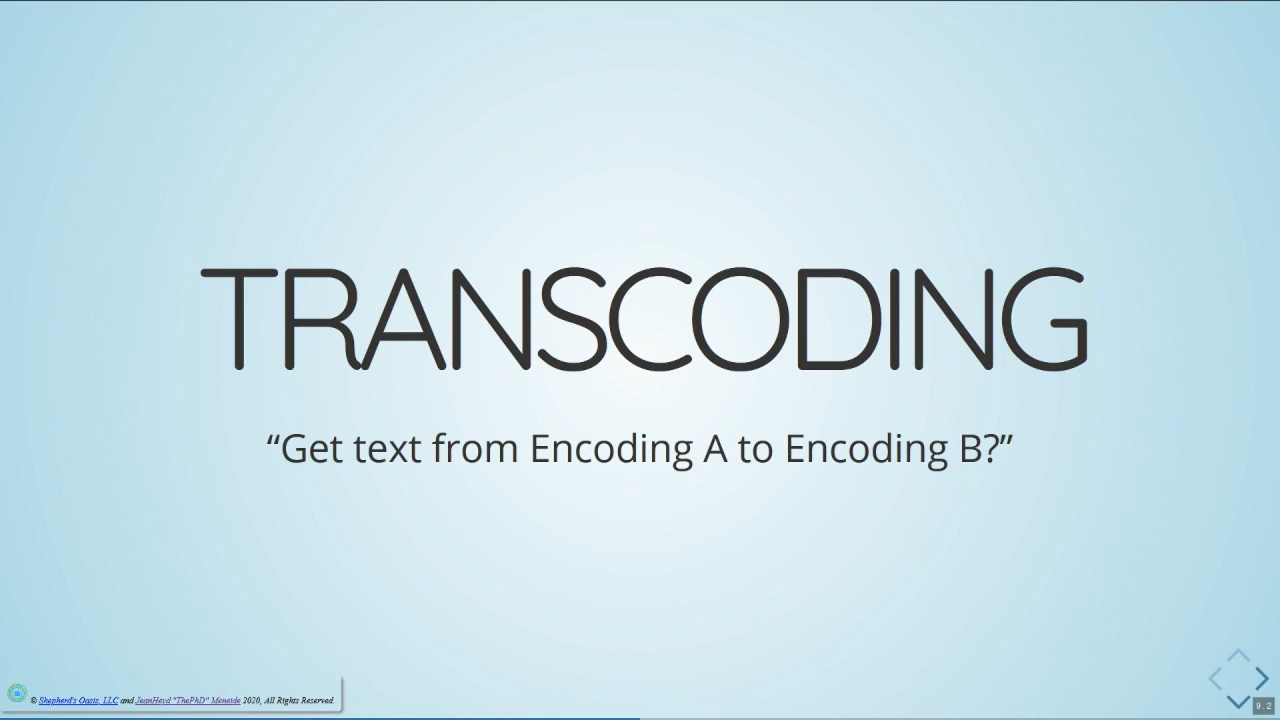 TRANSCODING
“Get text from Encoding A to Encoding B?”
© Shepherd's Oasis, LLC and JeanHeyd "ThePhD" Meneide 2020, All Rights Reserved.
9.2